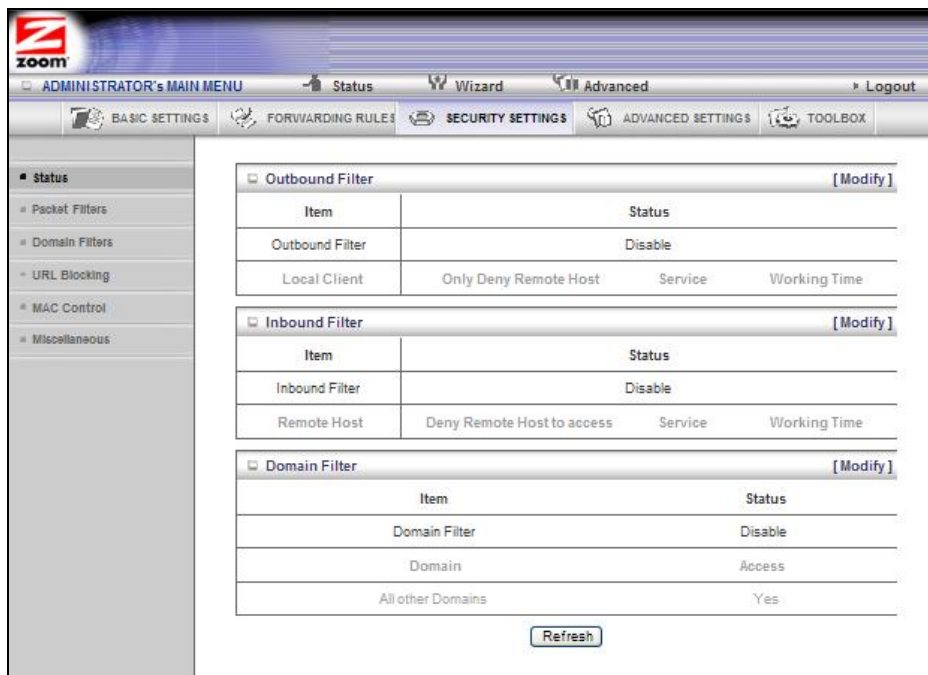 zoom
ADMINISTRATOR's MAIN MENU Status Wizard Advanced Logout
BASIC SETTINGS FORWARDING RULES SECURITY SETTINGS ADVANCED SETTINGS TOOLBOX
Status
Packet Filters
Domain Filters
URL Blocking
MAC Control
Miscellaneous
Outbound Filter [Modify]
Item Status
Outbound Filter Disable
Local Client Only Deny Remote Host Service Working Time
Inbound Filter [Modify]
Item Status
Inbound Filter Disable
Remote Host Deny Remote Host to access Service Working Time
Domain Filter [Modify]
Item Status
Domain Filter Disable
Domain Access
All other Domains Yes
Refresh